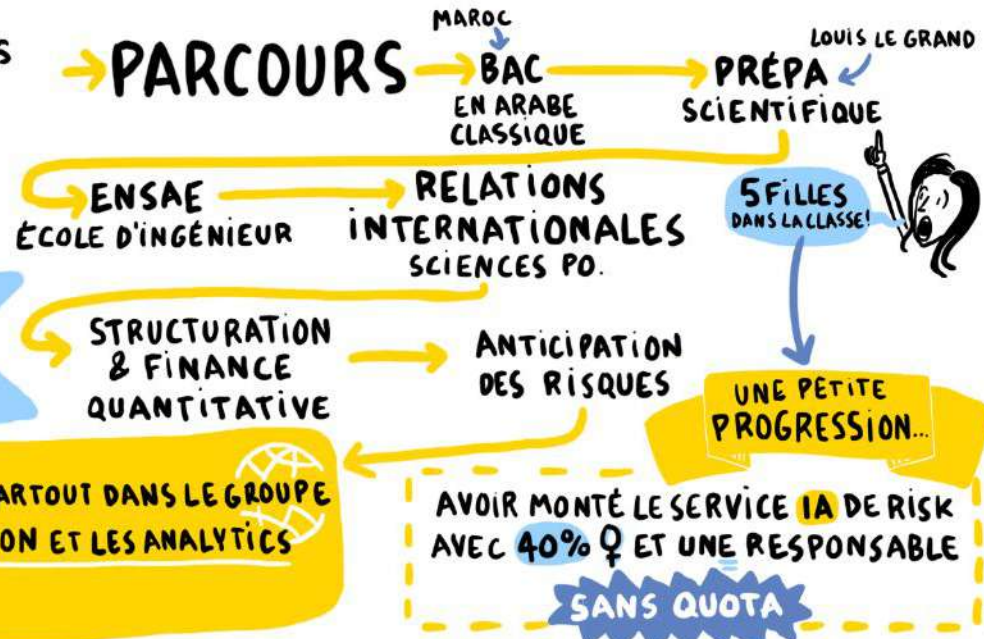 S
PARCOURS
MAROC
BAC
EN ARABE
CLASSIQUE
LOUIS LE GRAND
PRÉPA
SCIENTIFIQUE
ENSAE
ÉCOLE D'INGÉNIEUR
RELATIONS
INTERNATIONALES
SCIENCES PO.
5 FILLES
DANS LA CLASSE!
STRUCTURATION
& FINANCE
QUANTITATIVE
ANTICIPATION
DES RISQUES
UNE PETITE
PROGRESSION...
ARTOUT DANS LE GROUPE
ON ET LES ANALYTICS
AVOIR MONTÉ LE SERVICE IA DE RISK
AVEC 40% ♀ ET UNE RESPONSABLE
SANS QUOTA